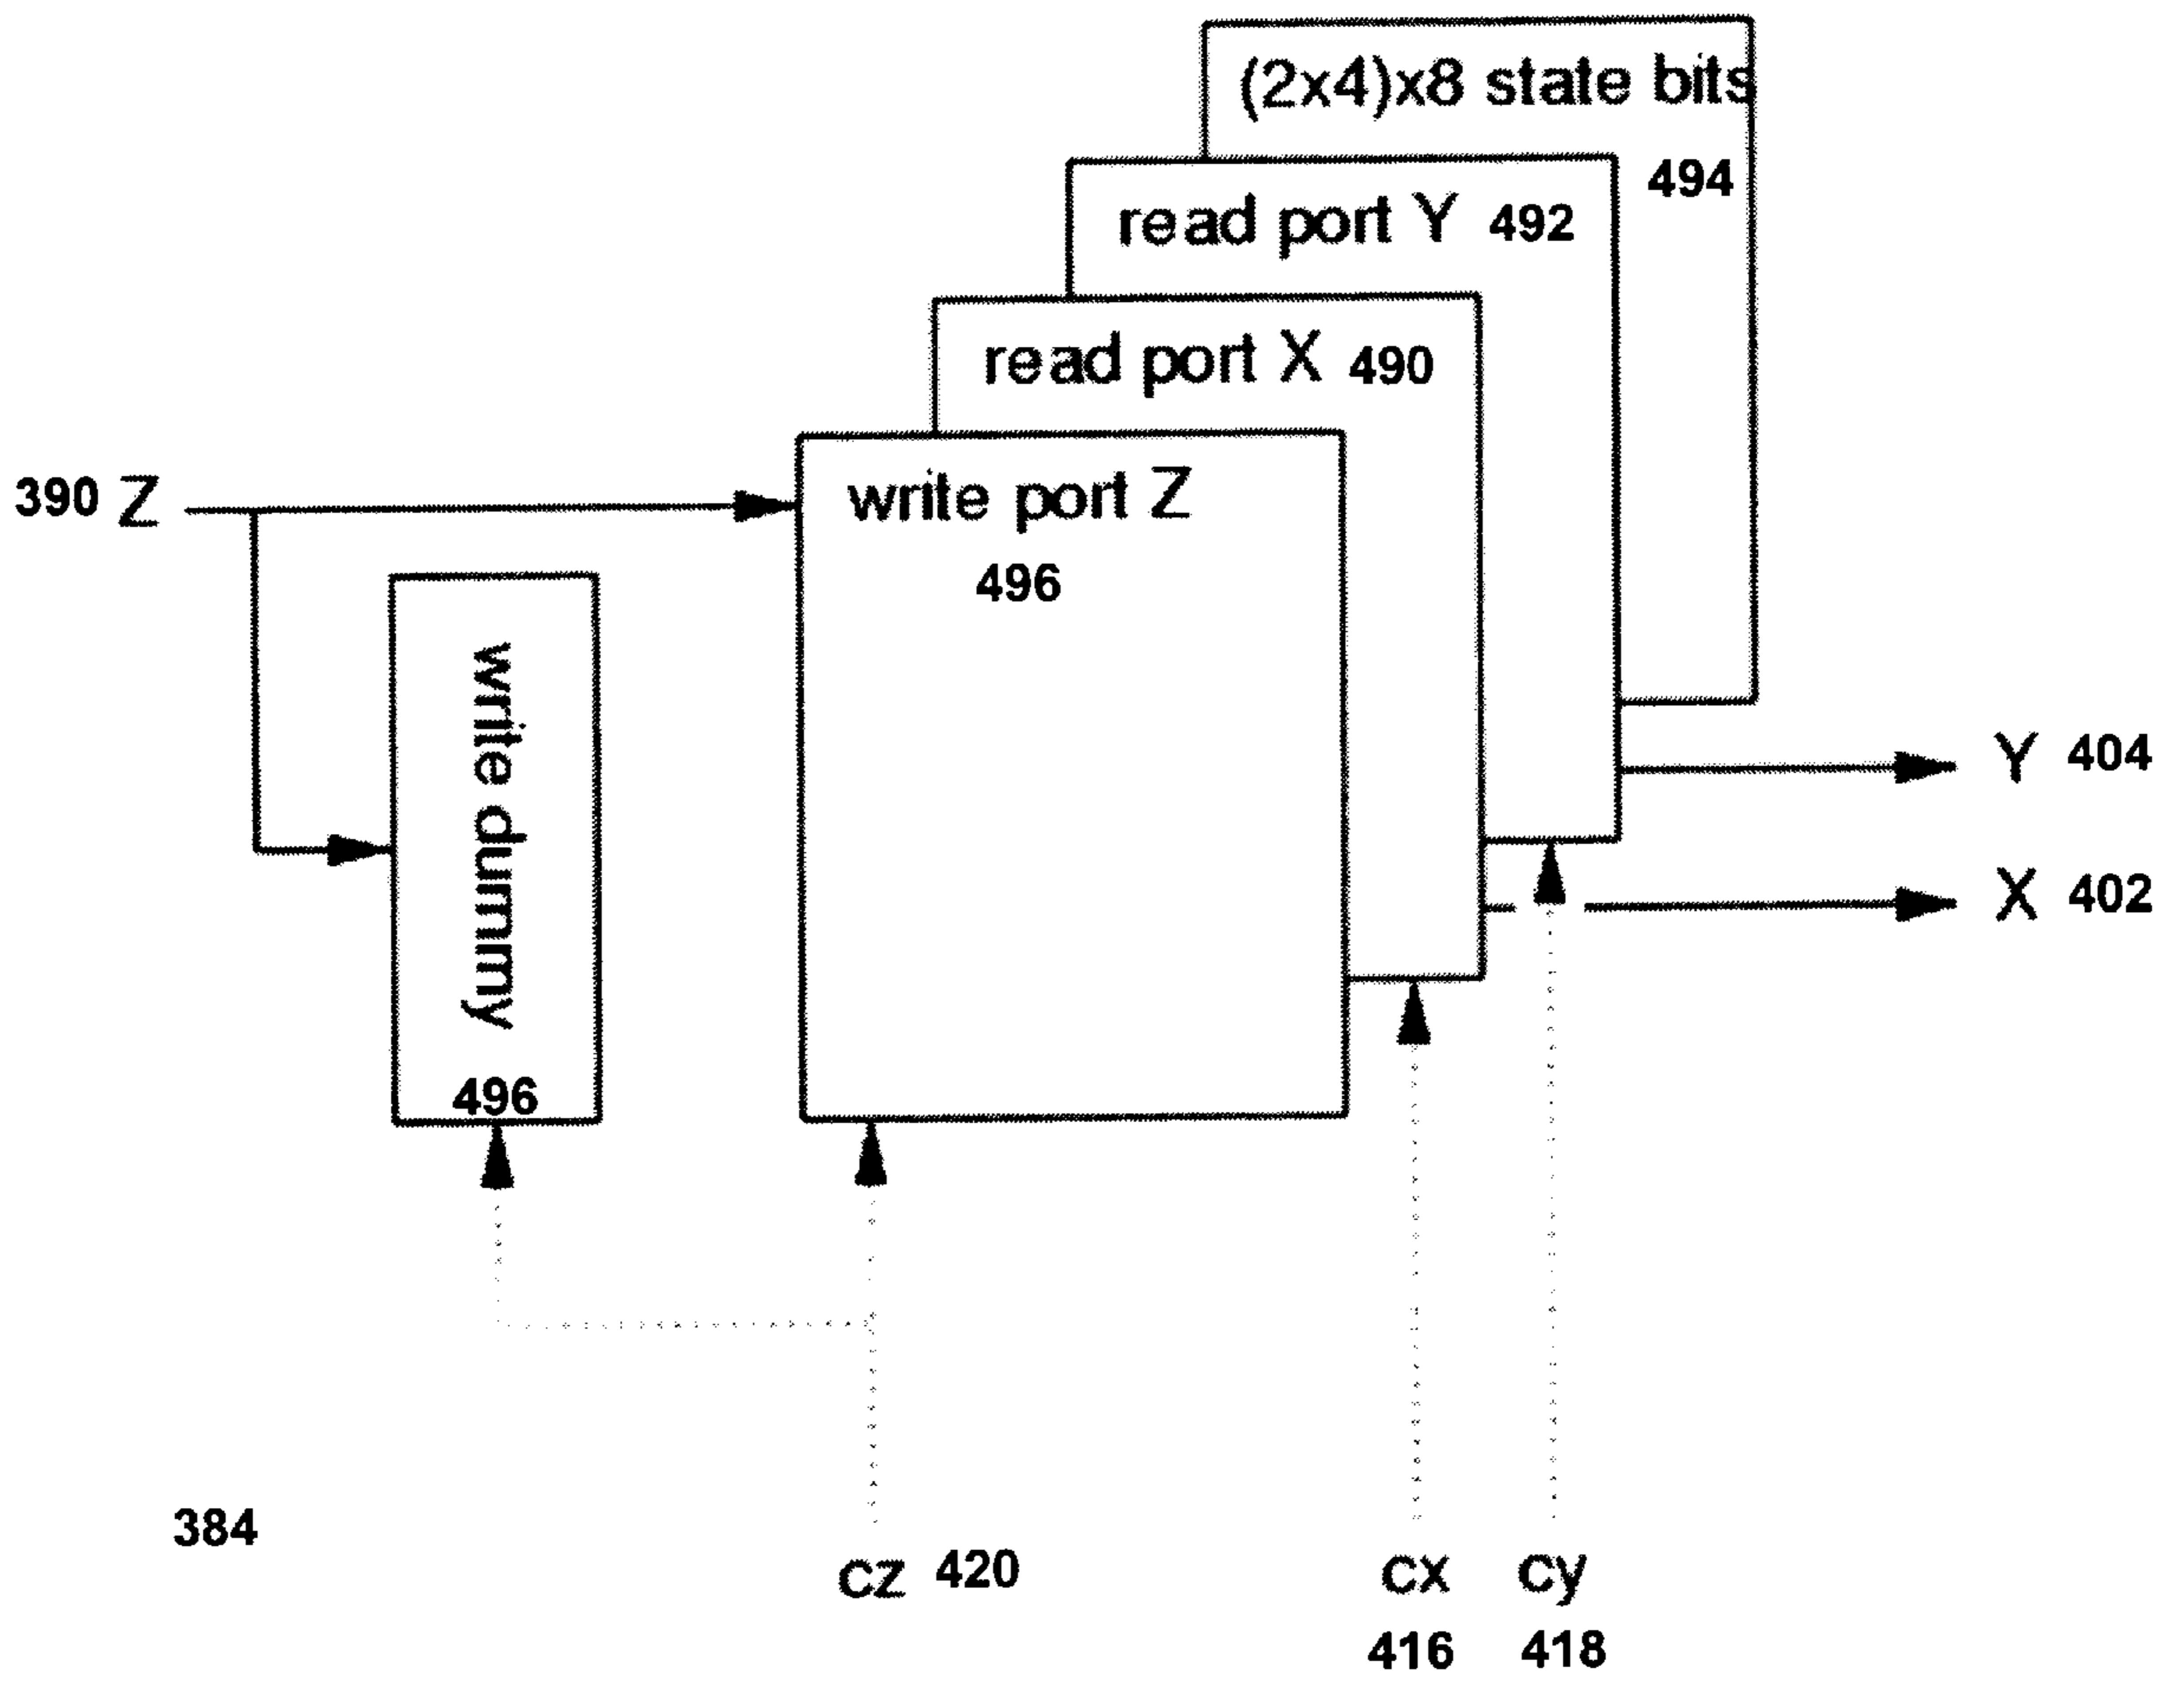 (2x4)x8 state bits
494
read port Y 492
read port X 490
390 Z
write port Z
496
write dummy
496
Y 404
X 402
384
cz 420
cx
416
cy
418